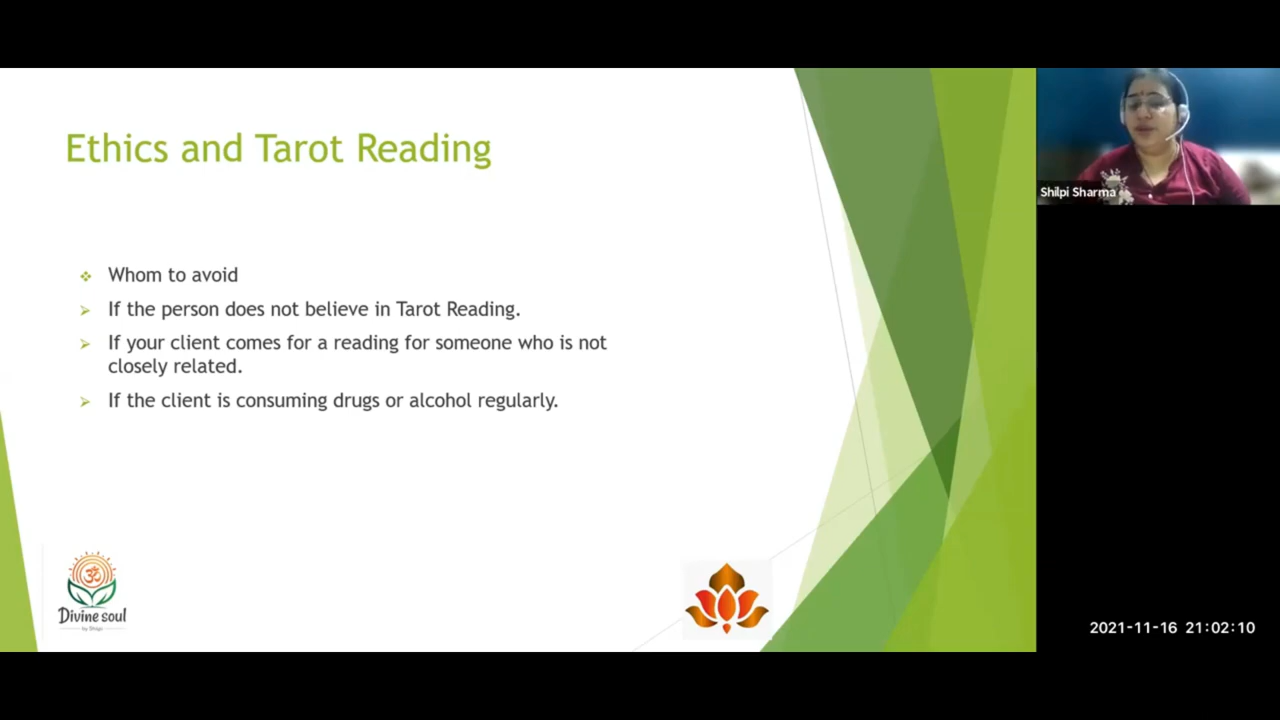 Ethics and Tarot Reading
Whom to avoid
If the person does not believe in Tarot Reading.
If your client comes for a reading for someone who is not
closely related.
If the client is consuming drugs or alcohol regularly.
Divine soul
by Shilpi
Shilpi Sharma
2021-11-16 21:02:10